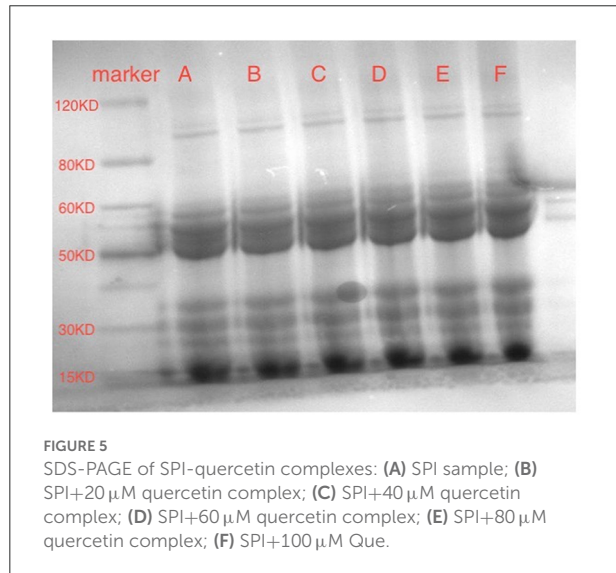 marker A B C D E F
120KD
80KD
60KD
50KD
30KD
15KD
FIGURE 5
SDS-PAGE of SPI-quercetin complexes: (A) SPI sample; (B)
SPI+20 μM quercetin complex; (C) SPI+40 μM quercetin
complex; (D) SPI+60 μM quercetin complex; (E) SPI+80 μM
quercetin complex; (F) SPI+100 μM Que.